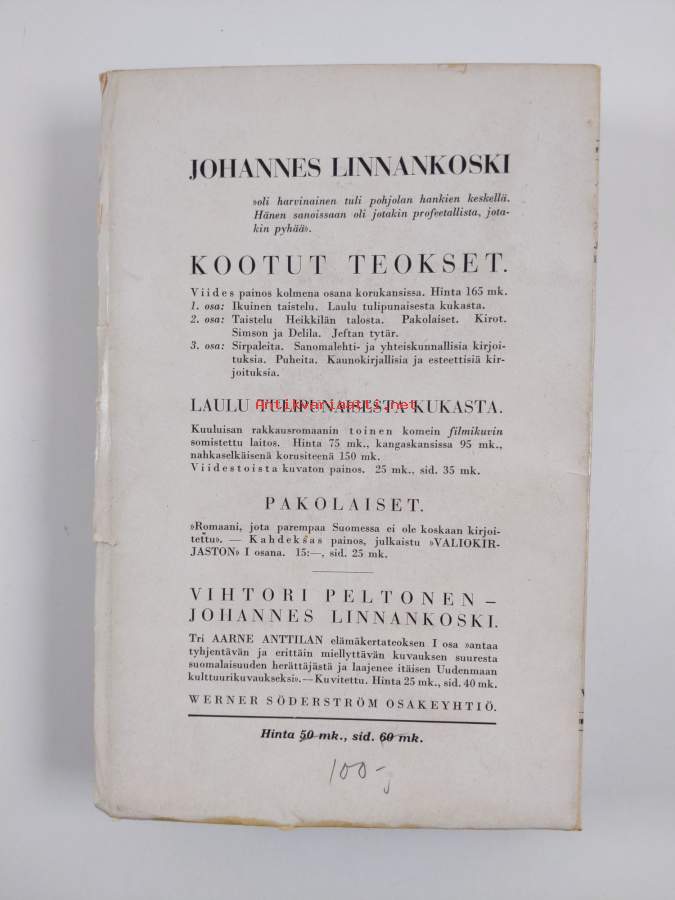 JOHANNES LINNANKOSKI
»oli harvinainen tuli pohjolan hankien keskellä.
Hänen sanoissaan oli jotakin profeetallista, jota-
kin pyhää».
KOOTUT TEOKSET.
Viides painos kolmena osana korukansissa. Hinta 165 mk.
1. osa: Ikuinen taistelu. Laulu tulipunaisesta kukasta.
2. osa: Taistelu Heikkilän talosta. Pakolaiset. Kirot.
Simson ja Delila. Jeftan tytär.
3. osa: Sirpaleita. Sanomalehti- ja yhteiskunnallisia kirjoi-
tuksia. Puheita. Kaunokirjallisia ja esteettisiä kir-
joituksia.
Antikvariaatti.net
LAULU TULIPUNAISESTA KUKASTA.
Kuuluisan rakkausromaanin toinen komein filmikuvin
somistettu laitos. Hinta 75 mk., kangaskansissa 95 mk.,
nahkaselkäisenä korusiteenä 150 mk.
Viidestoista kuvaton painos. 25 mk., sid. 35 mk.
PAKOLAISET.
»Romaani, jota parempaa Suomessa ei ole koskaan kirjoi-
tettu». — Kahdeksas painos, julkaistu »VALIOKIR-
JASTON» I osana. 15:—, sid. 25 mk.
VIHTORI PELTONEN –
JOHANNES LINNANKOSKI.
Tri AARNE ANTTILAN elämäkertateoksen I osa »antaa
tyhjentävän ja erittäin miellyttävän kuvauksen suuresta
suomalaisuuden herättäjästä ja laajenee itäisen Uudenmaan
kulttuurikuvaukseksi». — Kuvitettu. Hinta 25 mk., sid. 40 mk.
WERNER SÖDERSTRÖM OSAKEYHTIÖ.
Hinta 50 mk., sid. 60 mk.
100-